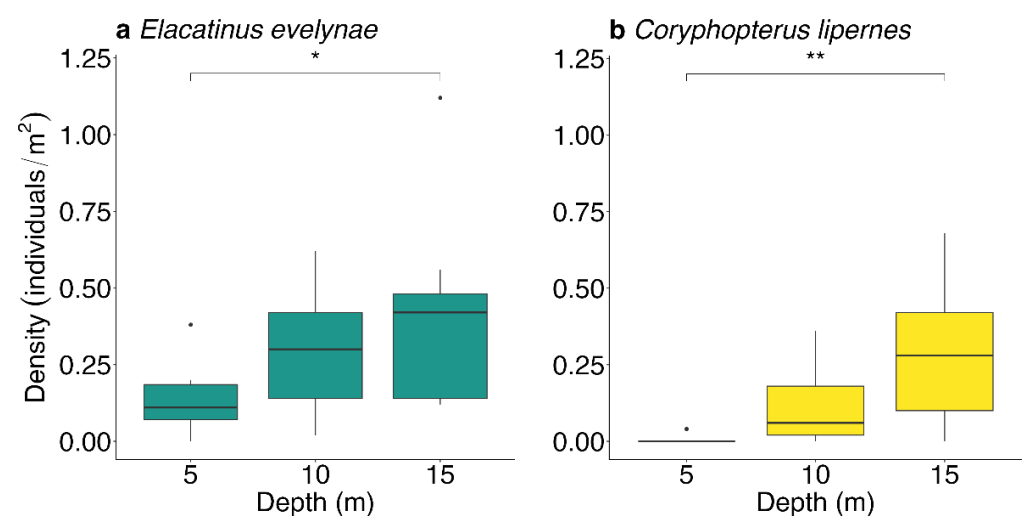 a Elacatinus evelynae
*
1.25
1.00
0.75
0.50
0.25
0.00
Density (individuals/m²)
5 10 15
Depth (m)
b Coryphopterus lipernes
**
1.25
1.00
0.75
0.50
0.25
0.00
5 10 15
Depth (m)